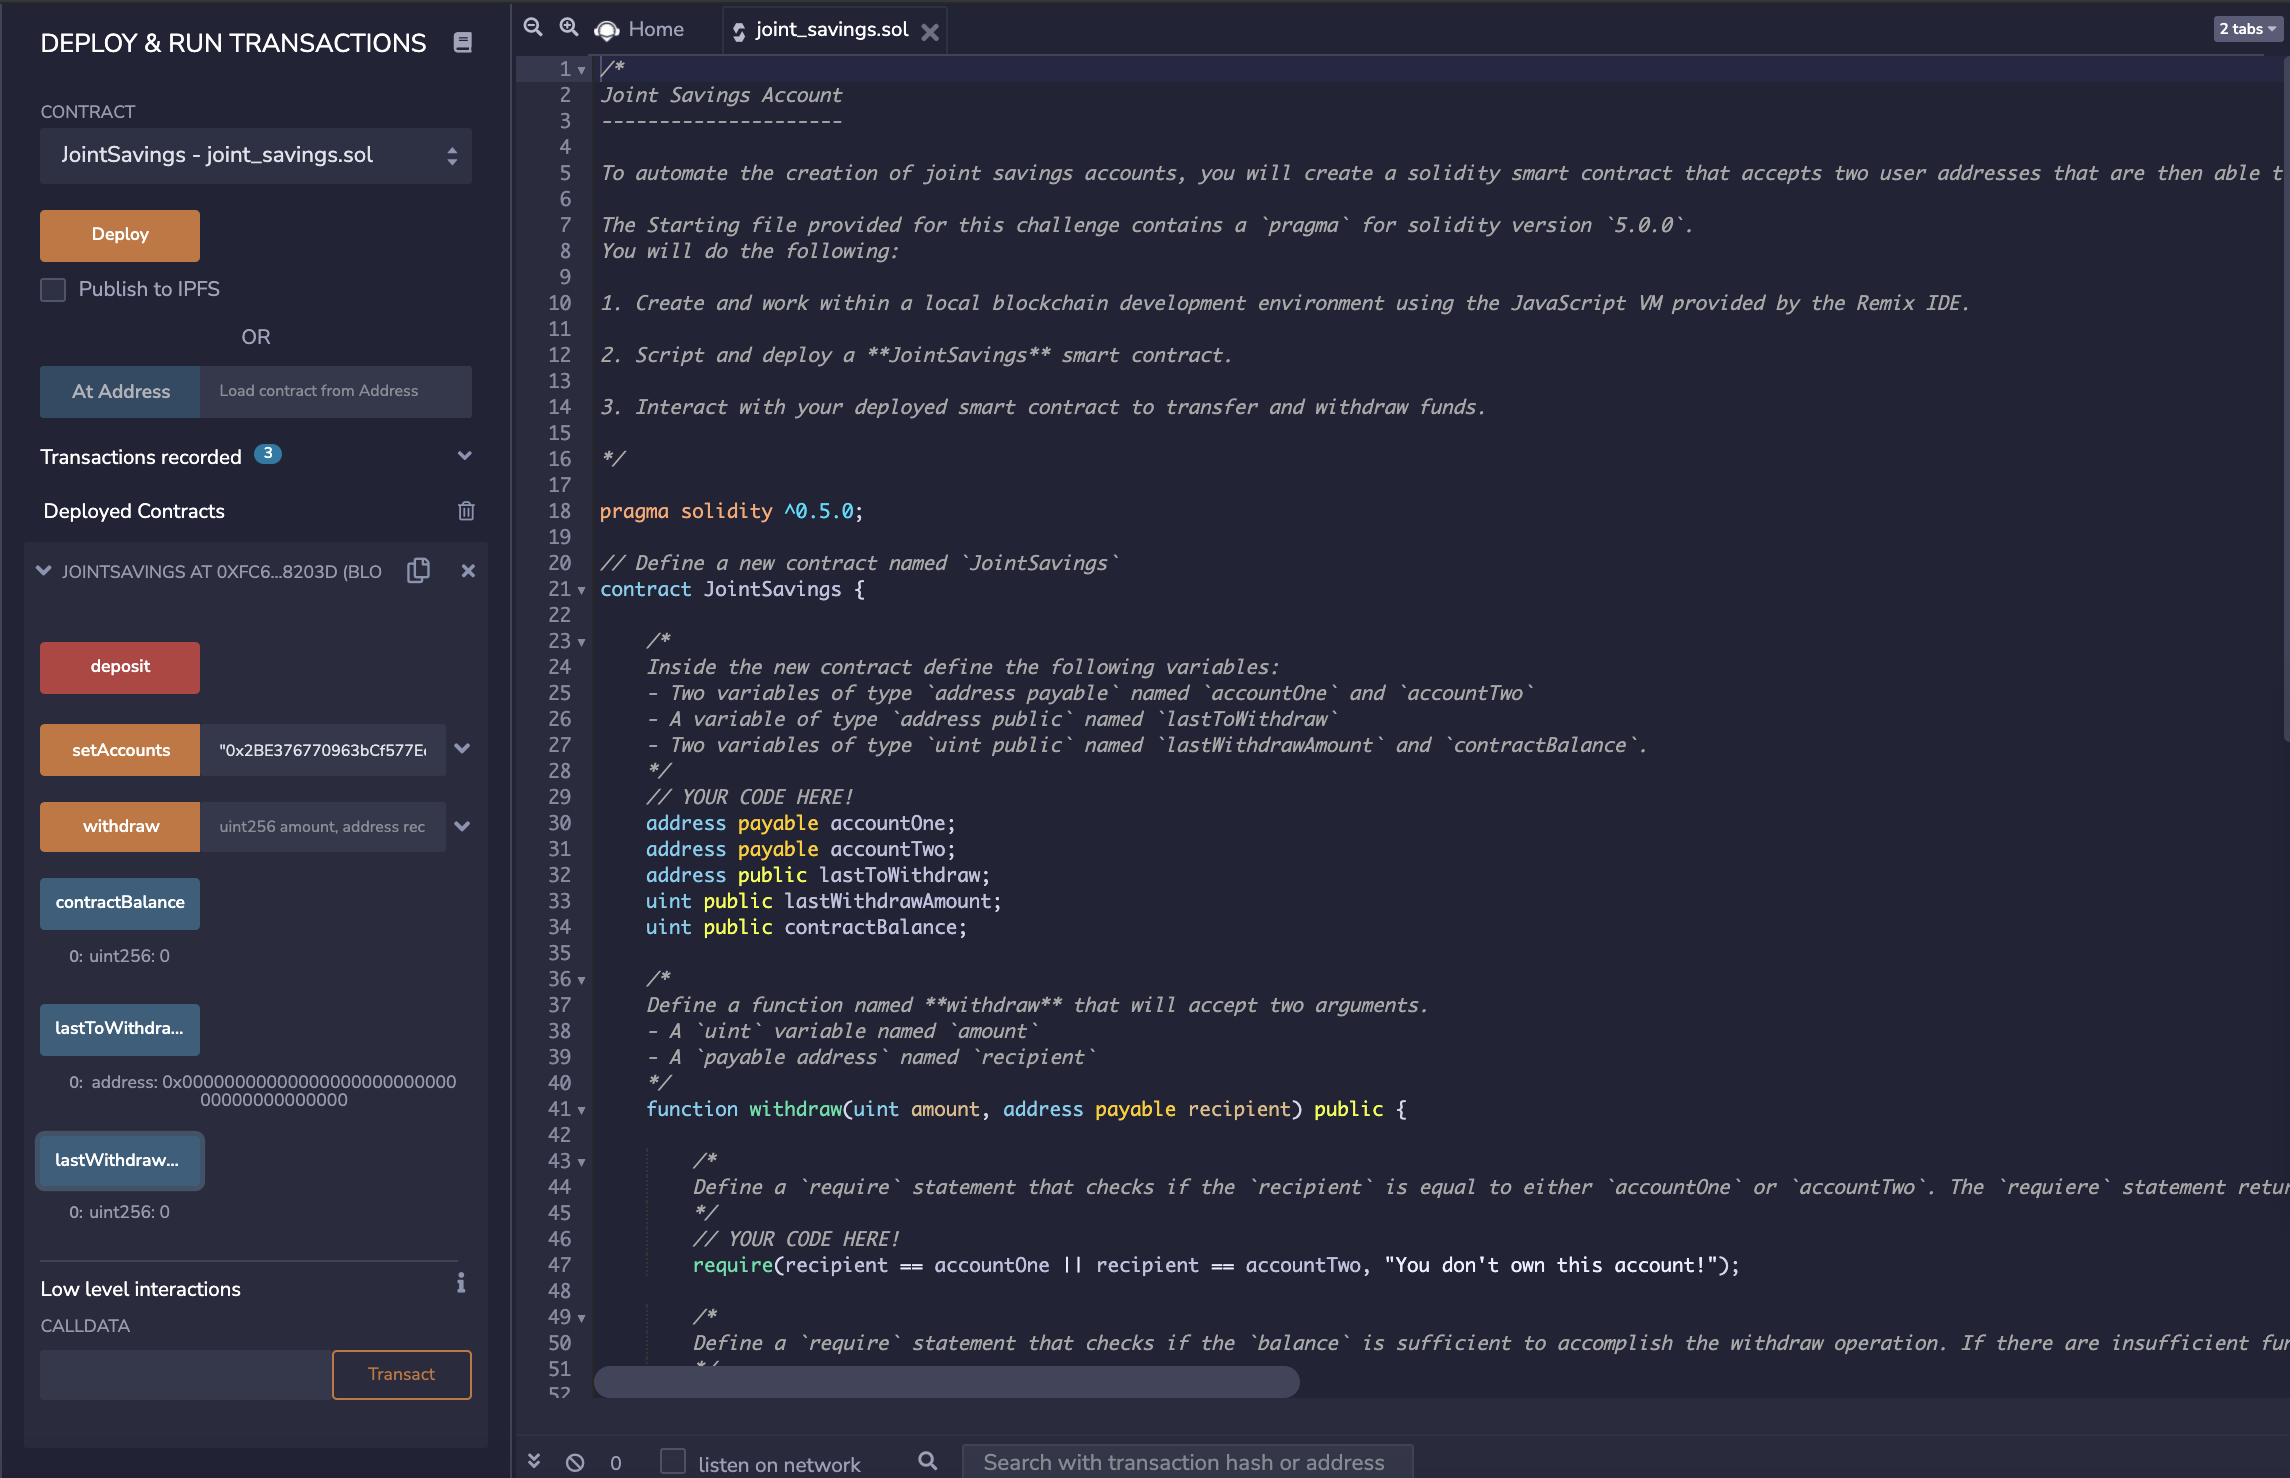 DEPLOY & RUN TRANSACTIONS
CONTRACT
JointSavings - joint_savings.sol
Deploy
Publish to IPFS
OR
At Address
Load contract from Address
Transactions recorded 3
Deployed Contracts
JOINTSAVINGS AT 0XFC6...8203D (BLO
deposit
setAccounts
"0x2BE376770963bCf577E
withdraw
uint256 amount, address rec
contractBalance
0: uint256: 0
lastToWithdra...
0: address: 0x00000000000000000000000000
00000000000000
lastWithdraw...
0: uint256: 0
Low level interactions
i
CALLDATA
Transact
Home
joint_savings.sol
2 tabs
1 /*
2 Joint Savings Account
3 ---------------------
4
5 To automate the creation of joint savings accounts, you will create a solidity smart contract that accepts two user addresses that are then able t
6
7 The Starting file provided for this challenge contains a `pragma` for solidity version `5.0.0`.
8 You will do the following:
9
10 1. Create and work within a local blockchain development environment using the JavaScript VM provided by the Remix IDE.
11
12 2. Script and deploy a **JointSavings** smart contract.
13
14 3. Interact with your deployed smart contract to transfer and withdraw funds.
15
16 */
17
18 pragma solidity ^0.5.0;
19
20 // Define a new contract named `JointSavings`
21 contract JointSavings {
22
23 /*
24 Inside the new contract define the following variables:
25 - Two variables of type `address payable` named `accountOne` and `accountTwo`
26 - A variable of type `address public` named `lastToWithdraw`
27 - Two variables of type `uint public` named `lastWithdrawAmount` and `contractBalance`.
28 */
29 // YOUR CODE HERE!
30 address payable accountOne;
31 address payable accountTwo;
32 address public lastToWithdraw;
33 uint public lastWithdrawAmount;
34 uint public contractBalance;
35
36 /*
37 Define a function named **withdraw** that will accept two arguments.
38 - A `uint` variable named `amount`
39 - A `payable address` named `recipient`
40 */
41 function withdraw(uint amount, address payable recipient) public {
42
43 /*
44 Define a `require` statement that checks if the `recipient` is equal to either `accountOne` or `accountTwo`. The `requiere` statement retur
45 */
46 // YOUR CODE HERE!
47 require(recipient == accountOne || recipient == accountTwo, "You don't own this account!");
48
49 /*
50 Define a `require` statement that checks if the `balance` is sufficient to accomplish the withdraw operation. If there are insufficient fur
51 */
52
0
listen on network
Search with transaction hash or address